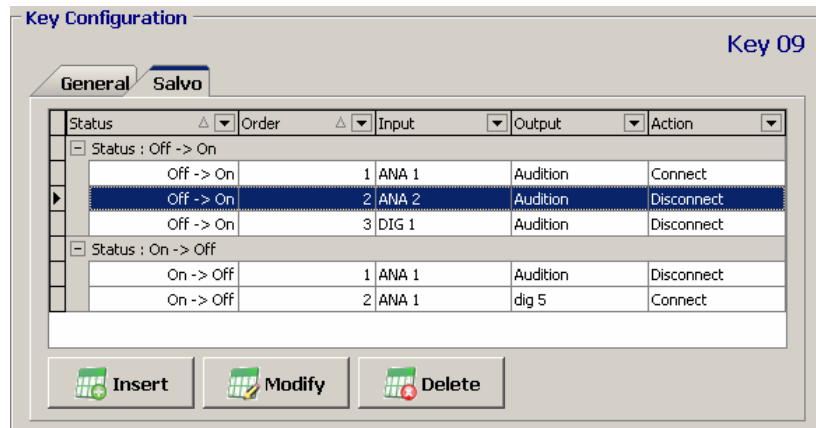 Key Configuration
Key 09
General Salvo
Status Order Input Output Action
Status : Off -> On
Off -> On 1 ANA 1 Audition Connect
Off -> On 2 ANA 2 Audition Disconnect
Off -> On 3 DIG 1 Audition Disconnect
Status : On -> Off
On -> Off 1 ANA 1 Audition Disconnect
On -> Off 2 ANA 1 dig 5 Connect
Insert Modify Delete